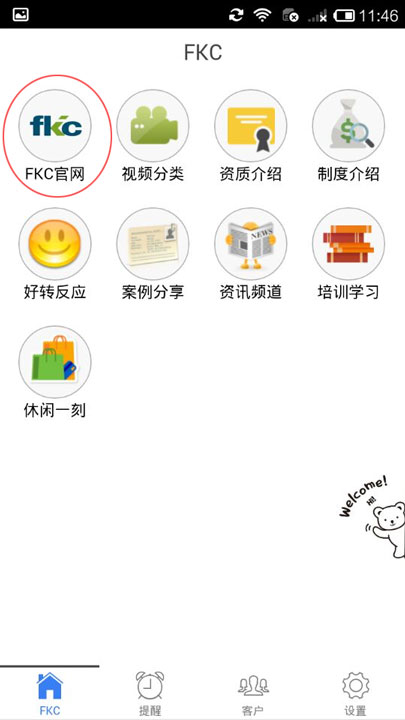 11:46
FKC
fkc
FKC官网
视频分类
资质介绍
制度介绍
NEWS
好转反应
案例分享
资讯频道
培训学习
休闲一刻
Welcome!
Hi!
FKC
提醒
客户
设置